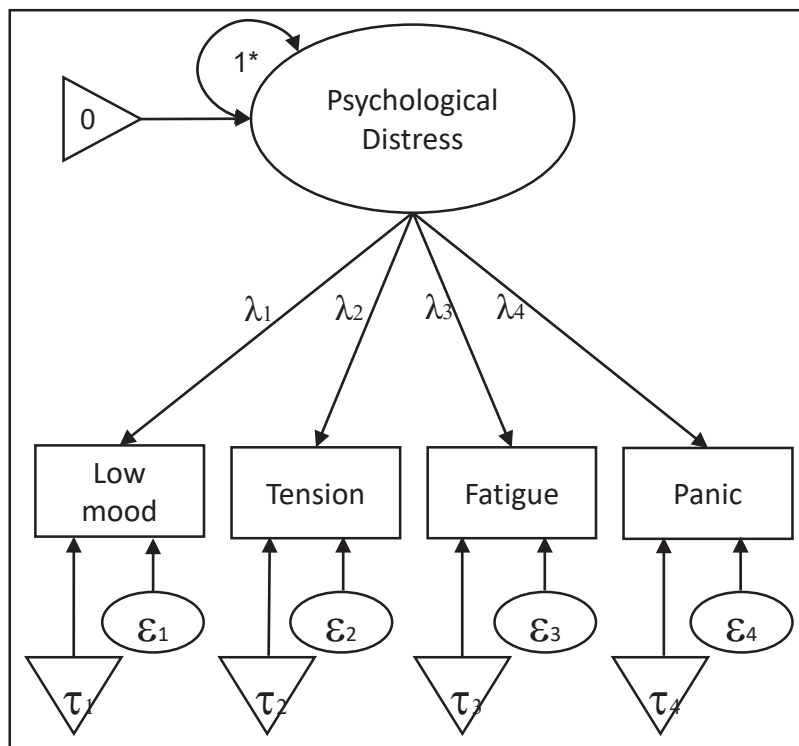 1*
0
Psychological
Distress
λ1
λ2
λ3
λ4
Low
mood
Tension
Fatigue
Panic
ε1
ε2
ε3
ε4
τ1
τ2
τ3
τ4